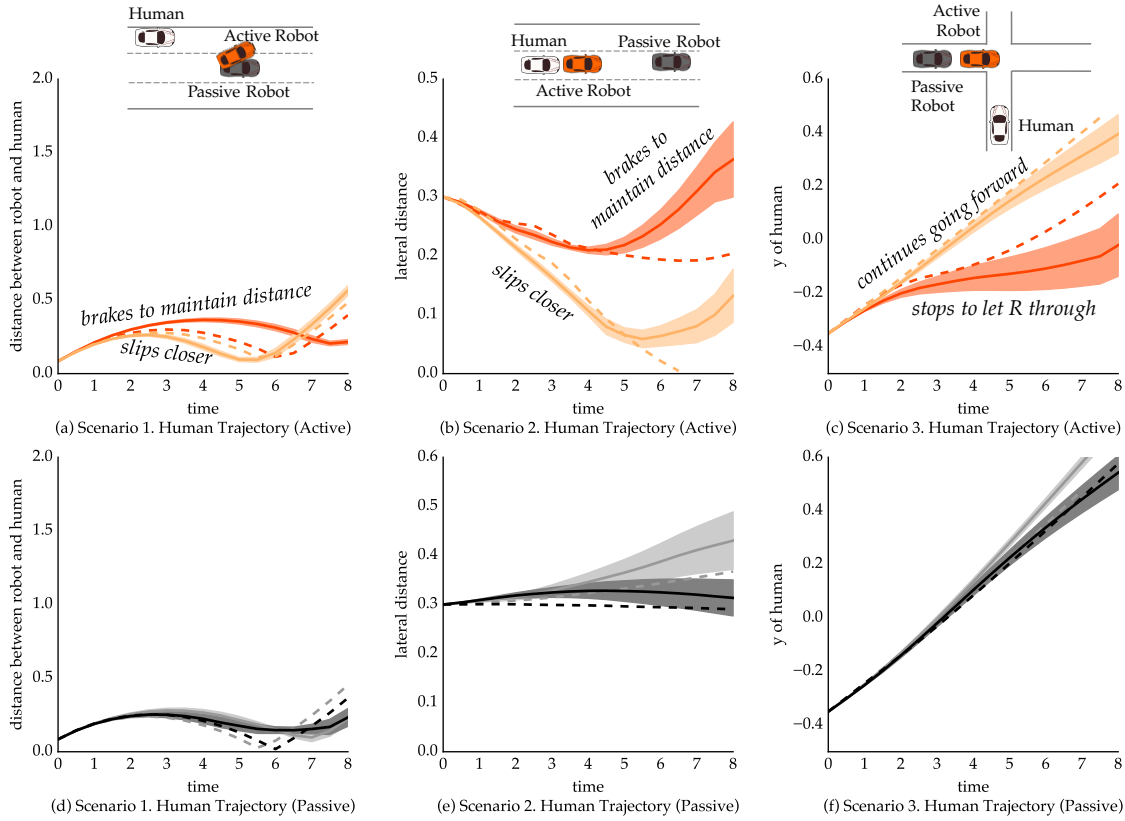 Human
Active Robot
Passive Robot
distance between robot and human
2.0
1.5
1.0
0.5
0.0
brakes to maintain distance
slips closer
0 1 2 3 4 5 6 7 8
time
(a) Scenario 1. Human Trajectory (Active)
Human
Passive Robot
Active Robot
lateral distance
0.5
0.4
0.3
0.2
0.1
0.0
brakes to
maintain distance
slips closer
0 1 2 3 4 5 6 7 8
time
(b) Scenario 2. Human Trajectory (Active)
Active
Robot
Passive
Robot
Human
y of human
0.6
0.4
0.2
0.0
−0.2
−0.4
continues going forward
stops to let R through
0 1 2 3 4 5 6 7 8
time
(c) Scenario 3. Human Trajectory (Active)
distance between robot and human
2.0
1.5
1.0
0.5
0.0
0 1 2 3 4 5 6 7 8
time
(d) Scenario 1. Human Trajectory (Passive)
lateral distance
0.6
0.5
0.4
0.3
0.2
0.1
0.0
0 1 2 3 4 5 6 7 8
time
(e) Scenario 2. Human Trajectory (Passive)
y of human
0.6
0.4
0.2
0.0
−0.2
−0.4
0 1 2 3 4 5 6 7 8
time
(f) Scenario 3. Human Trajectory (Passive)